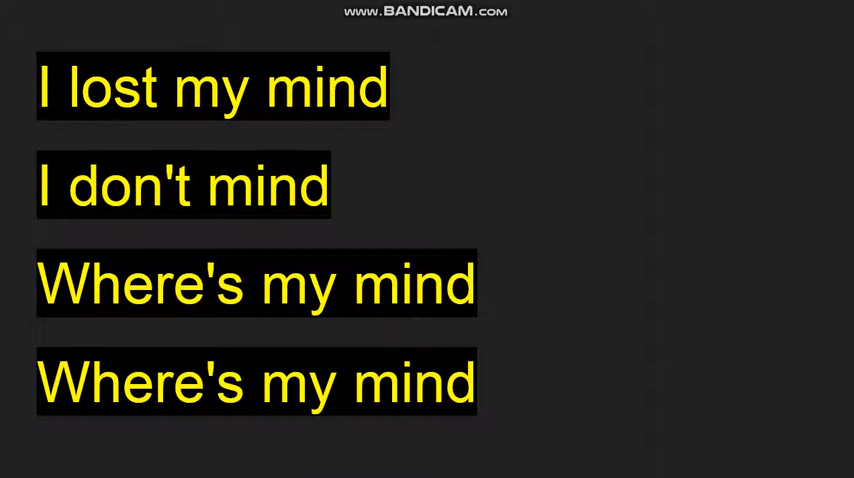 www.BANDICAM.com
I lost my mind
I don't mind
Where's my mind
Where's my mind